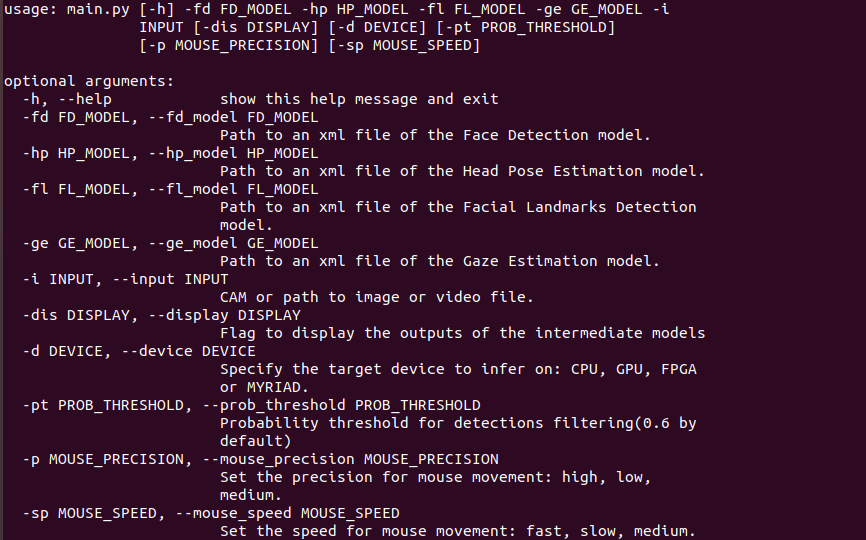 usage: main.py [-h] -fd FD_MODEL -hp HP_MODEL -fl FL_MODEL -ge GE_MODEL -i
INPUT [-dis DISPLAY] [-d DEVICE] [-pt PROB_THRESHOLD]
[-p MOUSE_PRECISION] [-sp MOUSE_SPEED]
optional arguments:
-h, --help show this help message and exit
-fd FD_MODEL, --fd_model FD_MODEL
Path to an xml file of the Face Detection model.
-hp HP_MODEL, --hp_model HP_MODEL
Path to an xml file of the Head Pose Estimation model.
-fl FL_MODEL, --fl_model FL_MODEL
Path to an xml file of the Facial Landmarks Detection
model.
-ge GE_MODEL, --ge_model GE_MODEL
Path to an xml file of the Gaze Estimation model.
-i INPUT, --input INPUT
CAM or path to image or video file.
-dis DISPLAY, --display DISPLAY
Flag to display the outputs of the intermediate models
-d DEVICE, --device DEVICE
Specify the target device to infer on: CPU, GPU, FPGA
or MYRIAD.
-pt PROB_THRESHOLD, --prob_threshold PROB_THRESHOLD
Probability threshold for detections filtering(0.6 by
default)
-p MOUSE_PRECISION, --mouse_precision MOUSE_PRECISION
Set the precision for mouse movement: high, low,
medium.
-sp MOUSE_SPEED, --mouse_speed MOUSE_SPEED
Set the speed for mouse movement: fast, slow, medium.